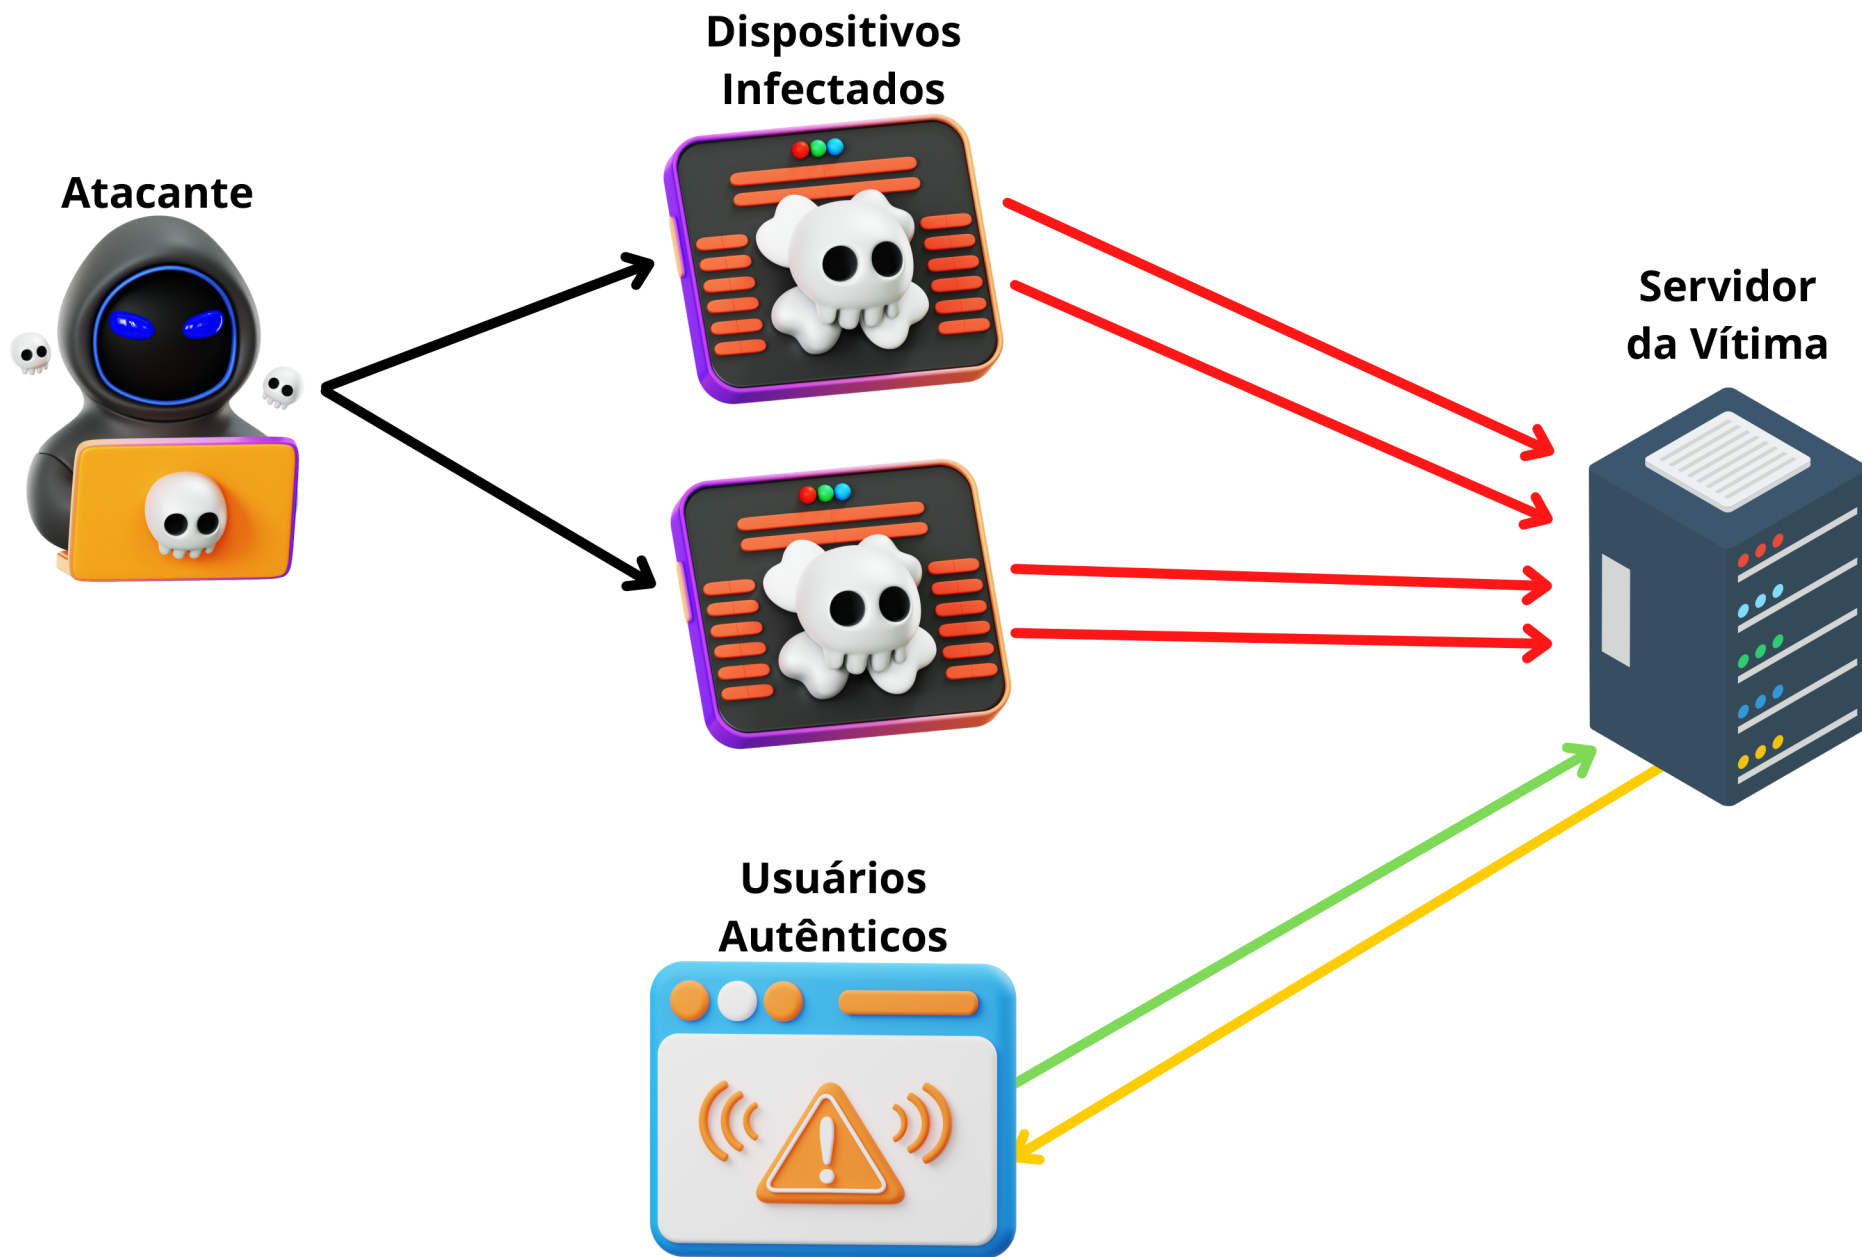 Dispositivos
Infectados
Atacante
Servidor
da Vítima
Usuários
Autênticos